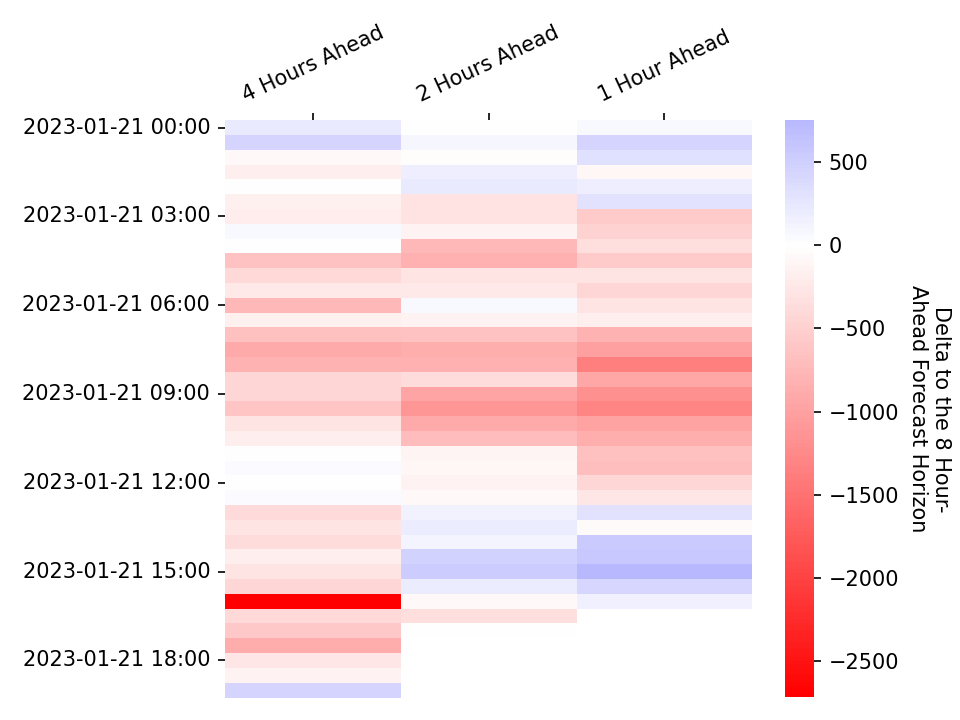 4 Hours Ahead
2 Hours Ahead
1 Hour Ahead
2023-01-21 00:00
2023-01-21 03:00
2023-01-21 06:00
2023-01-21 09:00
2023-01-21 12:00
2023-01-21 15:00
2023-01-21 18:00
500
0
−500
−1000
−1500
−2000
−2500
Delta to the 8 Hour-
Ahead Forecast Horizon